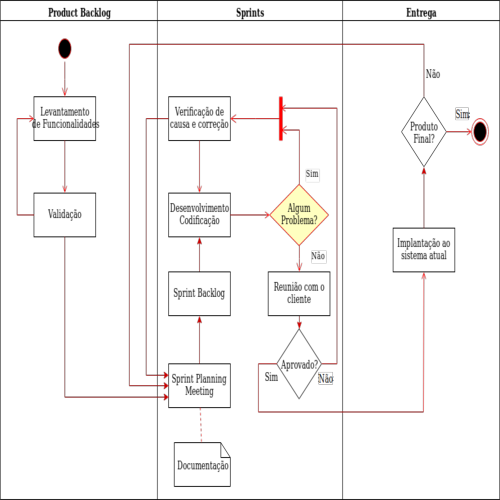 Product Backlog
Sprints
Entrega
Levantamento
de Funcionalidades
Validação
Verificação de
causa e correção
Desenvolvimento
Codificação
Sprint Backlog
Sprint Planning
Meeting
Documentação
Sim
Algum
Problema?
Não
Reunião com o
cliente
Aprovado?
Sim
Não
Não
Produto
Final?
Sim
Implantação ao
sistema atual